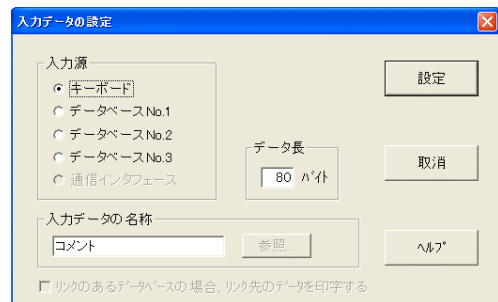 入力データの設定
入力源
キーボード
データベースNo.1
データベースNo.2
データベースNo.3
通信インタフェース
データ長
80 バイト
設定
取消
ヘルプ
入力データの名称
コメント
参照...
リンクのあるデータベースの場合、リンク先のデータを印字する